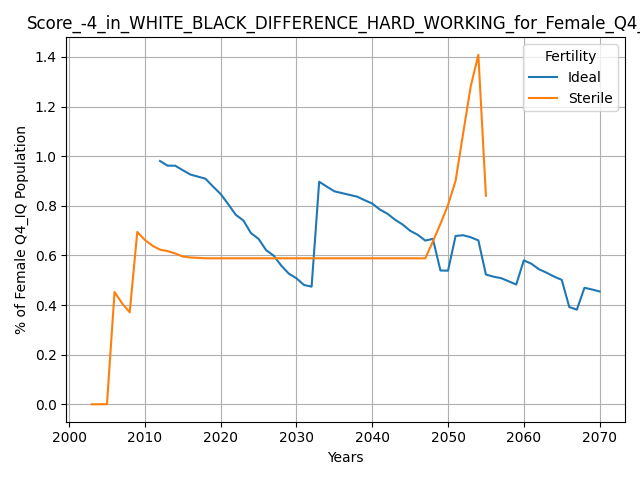 Score_-4_in_WHITE_BLACK_DIFFERENCE_HARD_WORKING_for_Female_Q4_
Fertility
Ideal
Sterile
1.4
1.2
1.0
0.8
0.6
0.4
0.2
0.0
% of Female Q4_IQ Population
2000
2010
2020
2030
2040
2050
2060
2070
Years